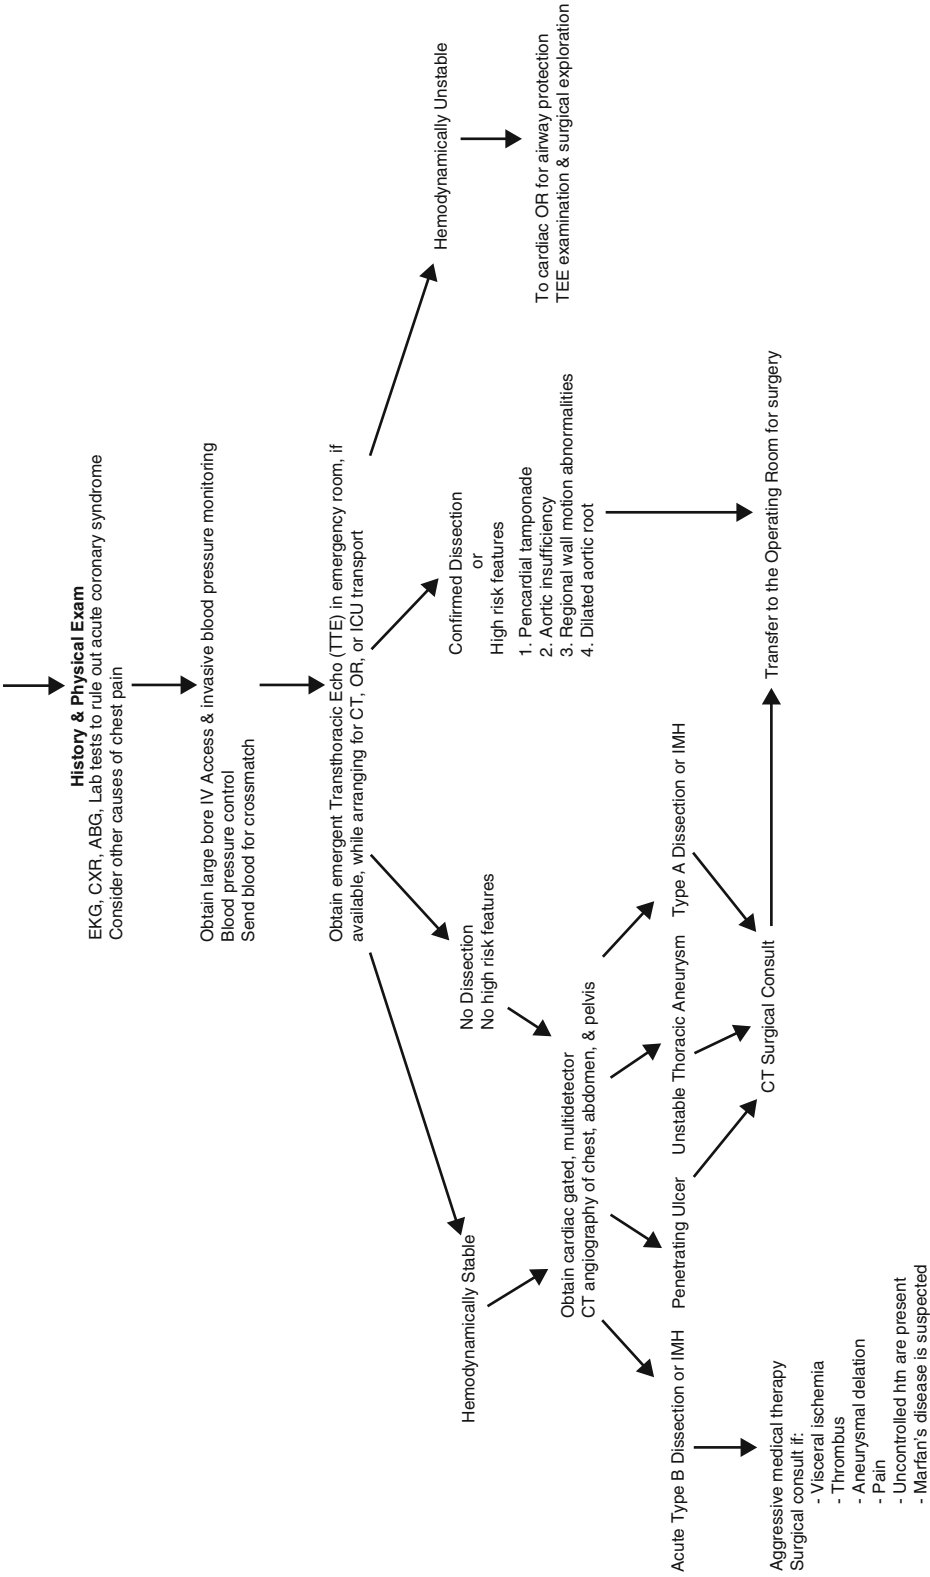 History & Physical Exam
EKG, CXR, ABG, Lab tests to rule out acute coronary syndrome
Consider other causes of chest pain
Obtain large bore IV Access & invasive blood pressure monitoring
Blood pressure control
Send blood for crossmatch
Obtain emergent Transthoracic Echo (TTE) in emergency room, if
available, while arranging for CT, OR, or ICU transport
Hemodynamically Stable
No Dissection
No high risk features
Confirmed Dissection
or
High risk features
1. Pencardial tamponade
2. Aortic insufficiency
3. Regional wall motion abnormalities
4. Dilated aortic root
Hemodynamically Unstable
To cardiac OR for airway protection
TEE examination & surgical exploration
Obtain cardiac gated, multidetector
CT angiography of chest, abdomen, & pelvis
Acute Type B Dissection or IMH
Penetrating Ulcer
Unstable Thoracic Aneurysm
Type A Dissection or IMH
Aggressive medical therapy
Surgical consult if:
- Visceral ischemia
- Thrombus
- Aneurysmal delation
- Pain
- Uncontrolled htn are present
- Marfan's disease is suspected
CT Surgical Consult
Transfer to the Operating Room for surgery